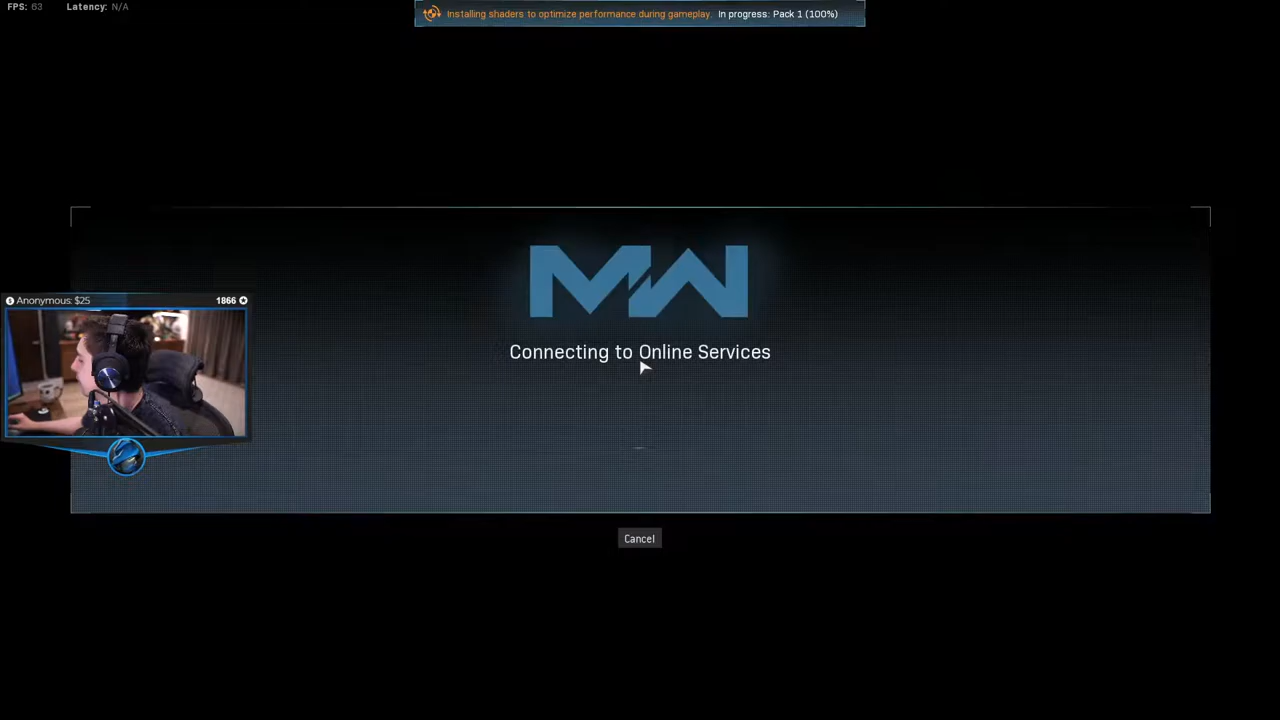 FPS: 63 Latency: N/A
Installing shaders to optimize performance during gameplay. In progress: Pack 1 (100%)
MW
Anonymous: $25 1866
Connecting to Online Services
Cancel